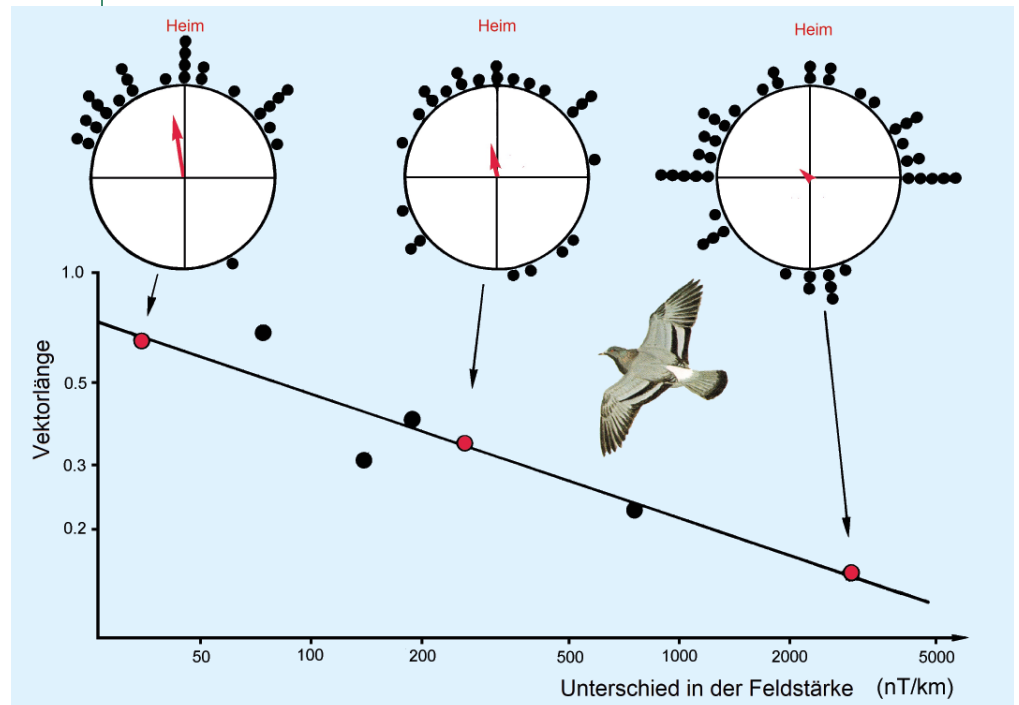 Heim
Heim
Heim
1.0
0.5
0.3
0.2
Vektorlänge
50
100
200
500
1000
2000
5000
Unterschied in der Feldstärke (nT/km)